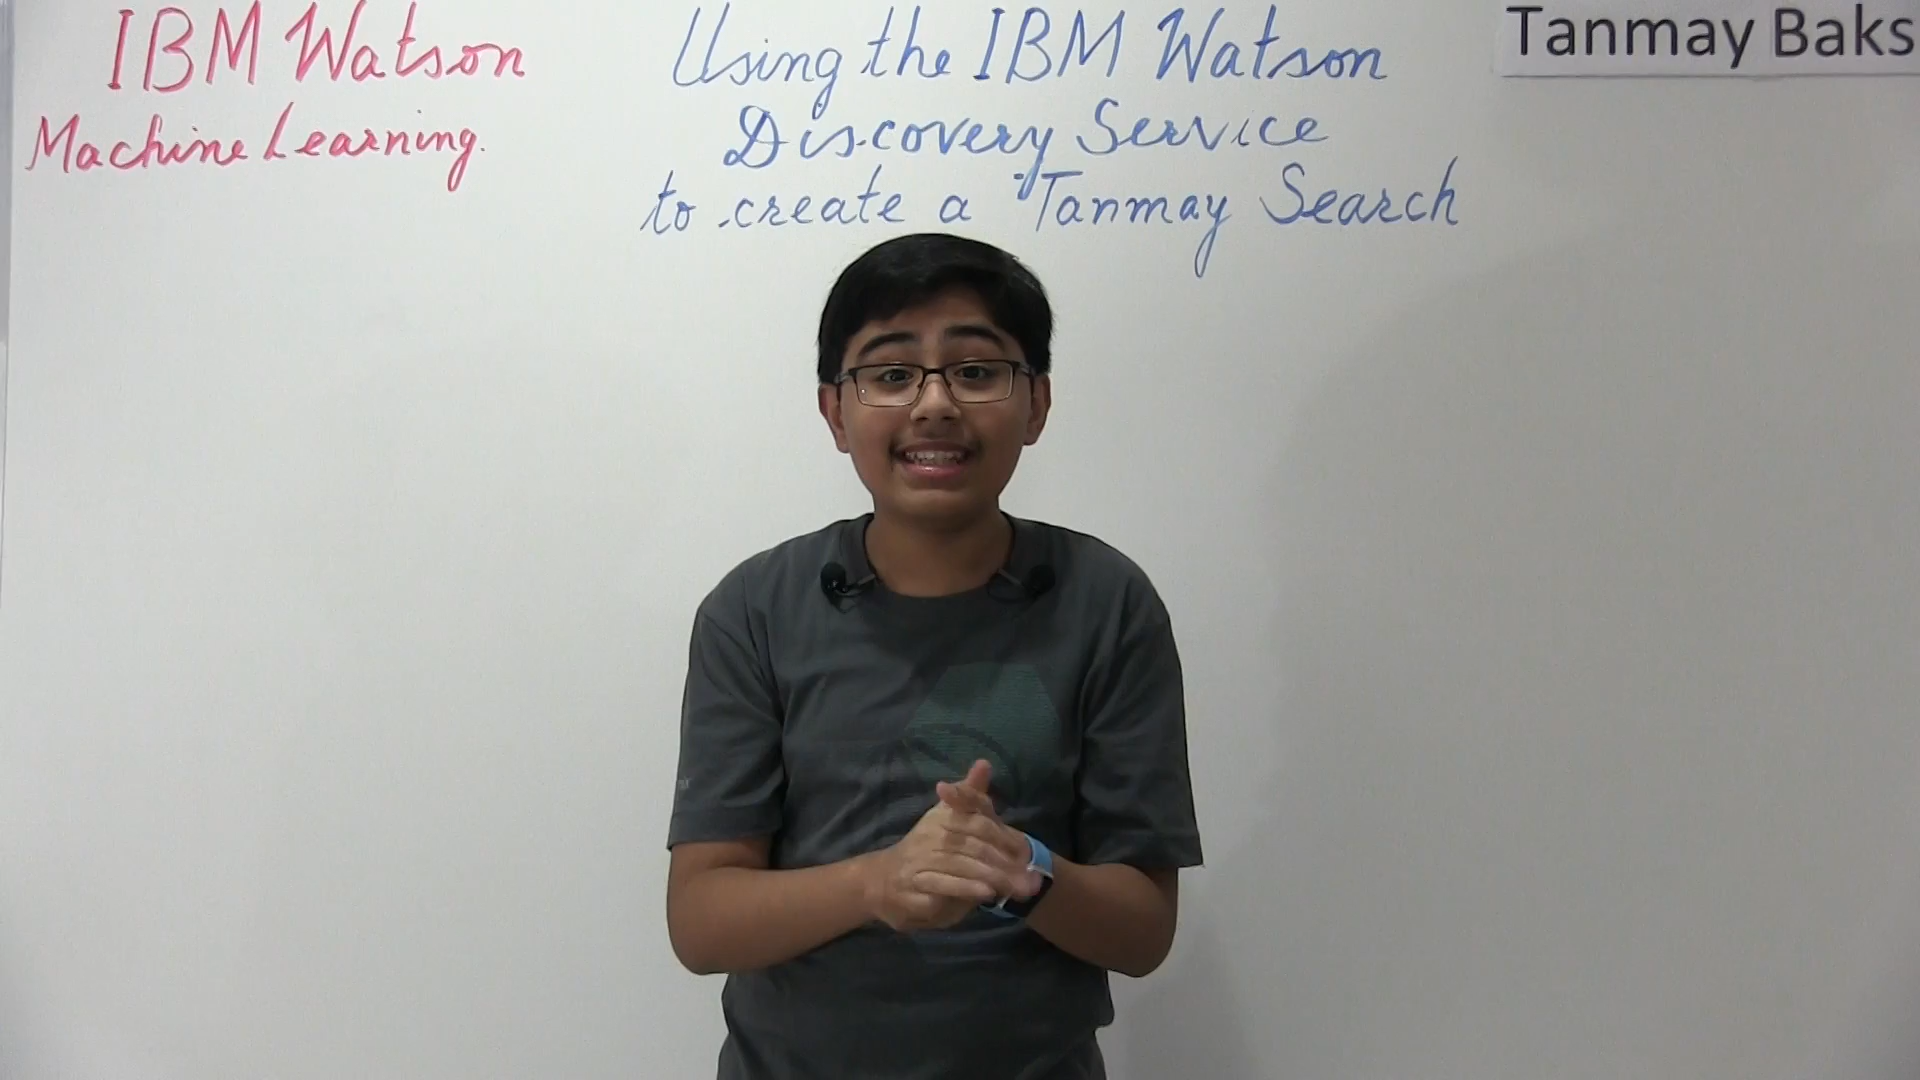 IBM Watson
Machine Learning.
Using the IBM Watson
Discovery Service
to create a "Tanmay Search
Tanmay Baks